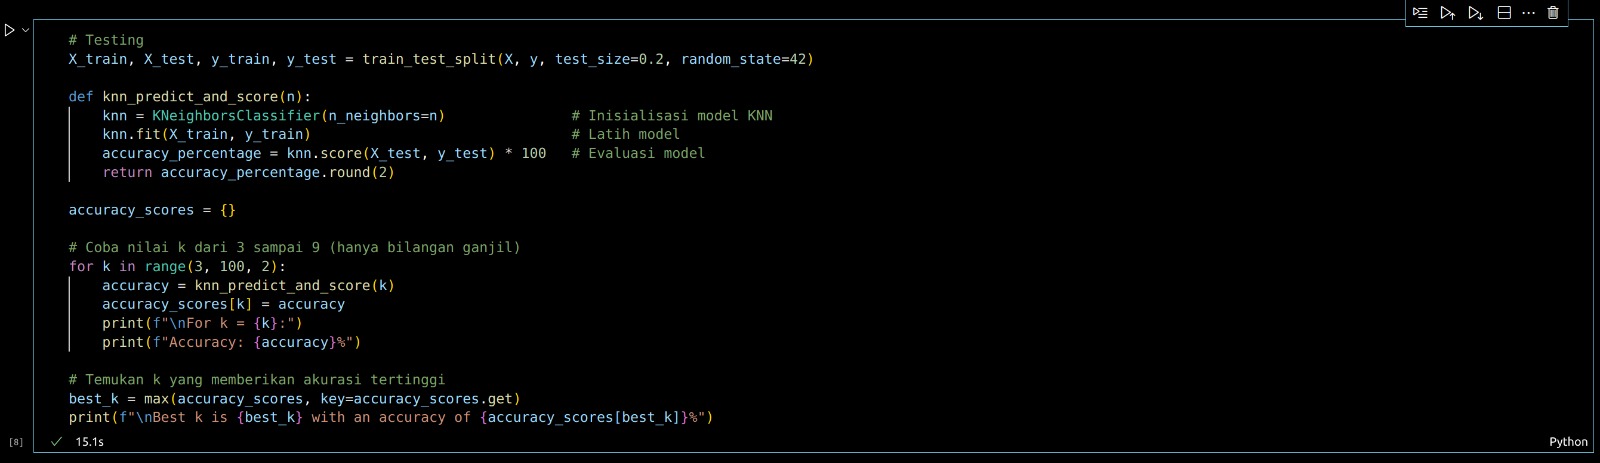 # Testing
X_train, X_test, y_train, y_test = train_test_split(X, y, test_size=0.2, random_state=42)
def knn_predict_and_score(n):
    knn = KNeighborsClassifier(n_neighbors=n)               # Inisialisasi model KNN
    knn.fit(X_train, y_train)                               # Latih model
    accuracy_percentage = knn.score(X_test, y_test) * 100   # Evaluasi model
    return accuracy_percentage.round(2)
accuracy_scores = {}
# Coba nilai k dari 3 sampai 9 (hanya bilangan ganjil)
for k in range(3, 100, 2):
    accuracy = knn_predict_and_score(k)
    accuracy_scores[k] = accuracy
    print(f"\nFor k = {k}:")
    print(f"Accuracy: {accuracy}%")
# Temukan k yang memberikan akurasi tertinggi
best_k = max(accuracy_scores, key=accuracy_scores.get)
print(f"\nBest k is {best_k} with an accuracy of {accuracy_scores[best_k]}%")
[8] 15.1s Python